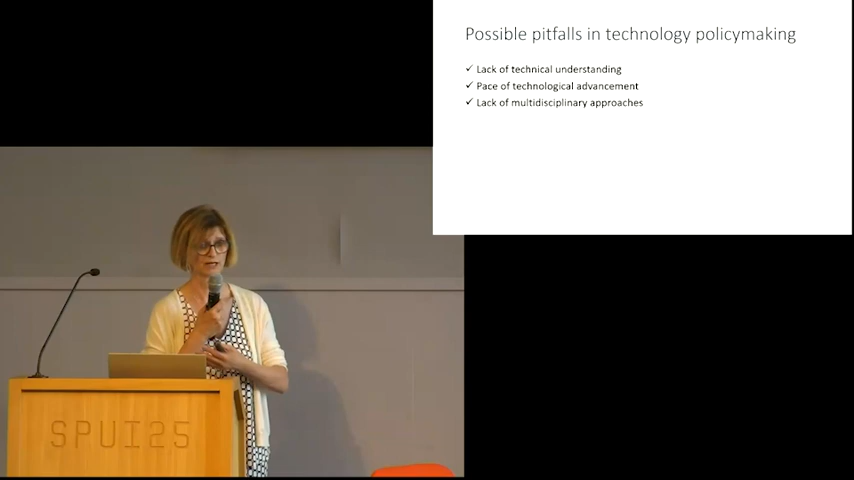 Possible pitfalls in technology policymaking
✓ Lack of technical understanding
✓ Pace of technological advancement
✓ Lack of multidisciplinary approaches
SPUI25